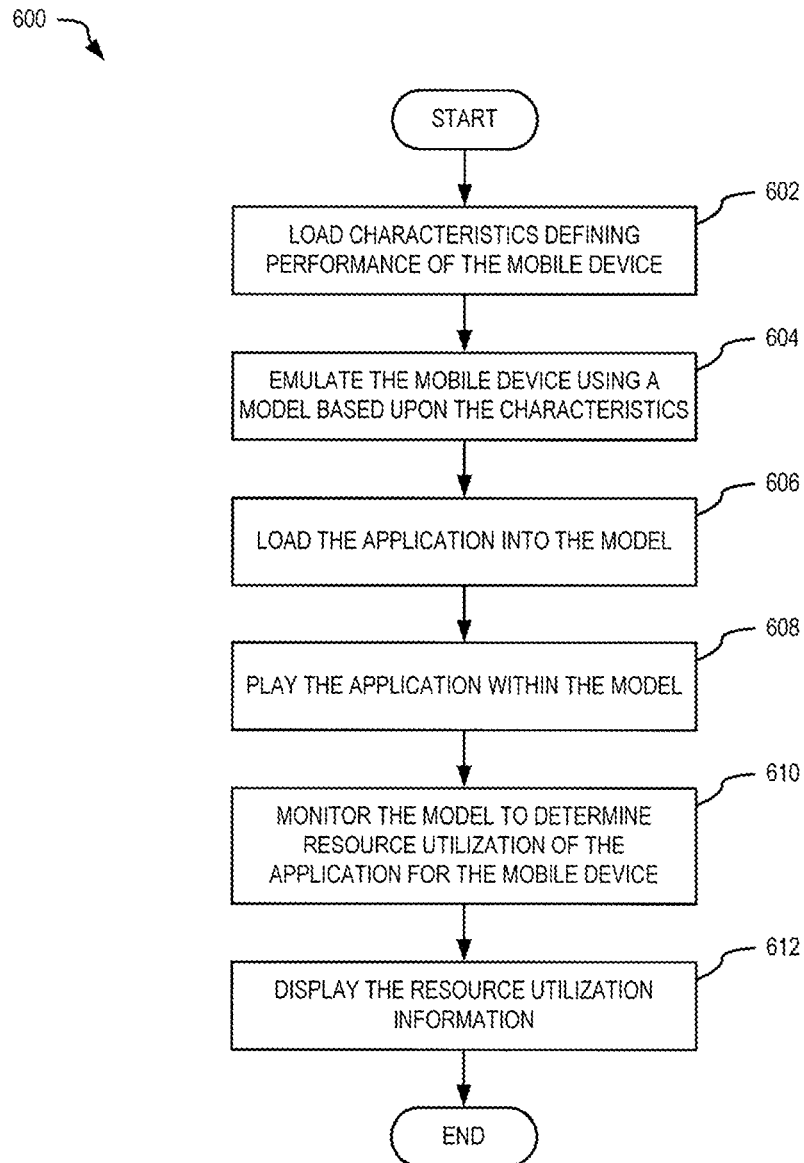 600
START
602
LOAD CHARACTERISTICS DEFINING
PERFORMANCE OF THE MOBILE DEVICE
604
EMULATE THE MOBILE DEVICE USING A
MODEL BASED UPON THE CHARACTERISTICS
606
LOAD THE APPLICATION INTO THE MODEL
608
PLAY THE APPLICATION WITHIN THE MODEL
610
MONITOR THE MODEL TO DETERMINE
RESOURCE UTILIZATION OF THE
APPLICATION FOR THE MOBILE DEVICE
612
DISPLAY THE RESOURCE UTILIZATION
INFORMATION
END